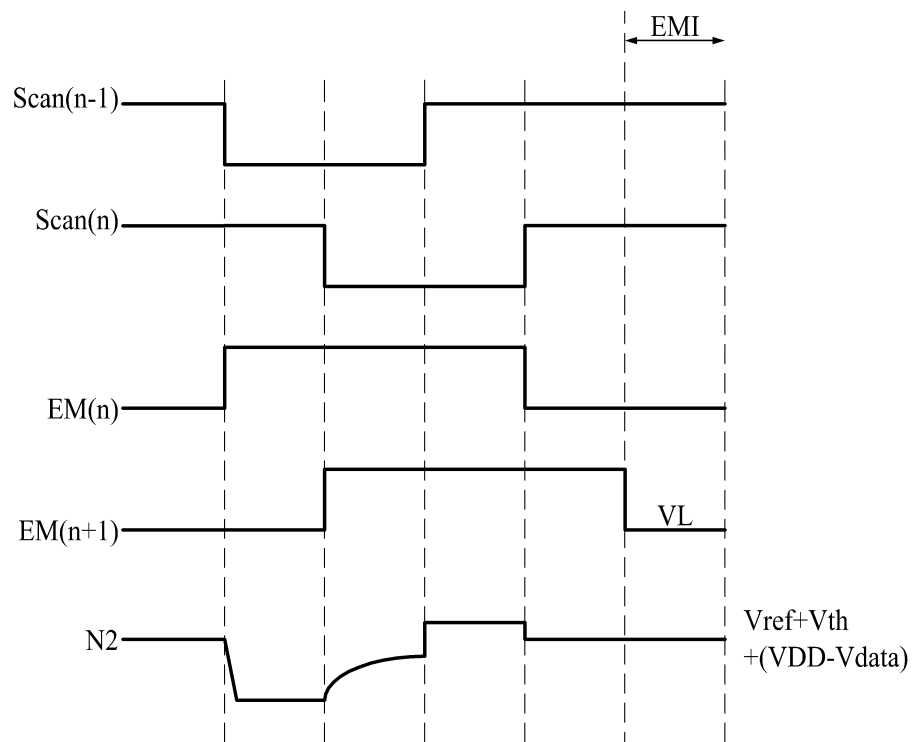 EMI
Scan(n-1)
Scan(n)
EM(n)
EM(n+1)
VL
N2
Vref+Vth
+(VDD-Vdata)